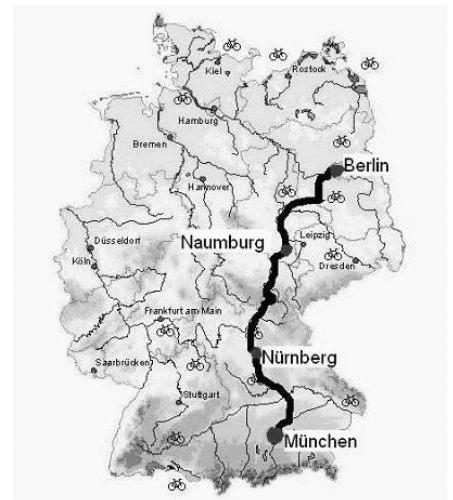 Kiel
Rostock
Hamburg
Bremen
Hannover
Berlin
Naumburg
Leipzig
Düsseldorf
Köln
Dresden
Frankfurt am Main
Nürnberg
Saarbrücken
Stuttgart
München